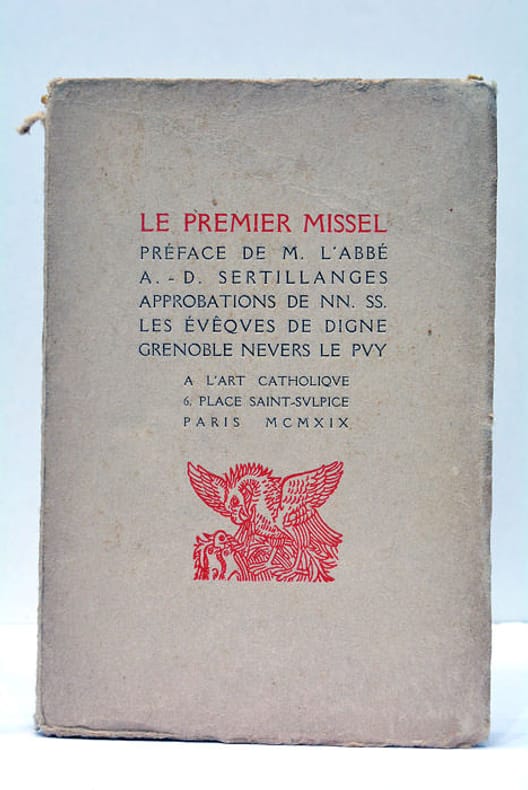 LE PREMIER MISSEL
PRÉFACE DE M. L'ABBÉ
A. - D. SERTILLANGES
APPROBATIONS DE NN. SS.
LES ÉVÊQVES DE DIGNE
GRENOBLE NEVERS LE PVY
A L'ART CATHOLIQVE
6, PLACE SAINT-SVLPICE
PARIS MCMXIX